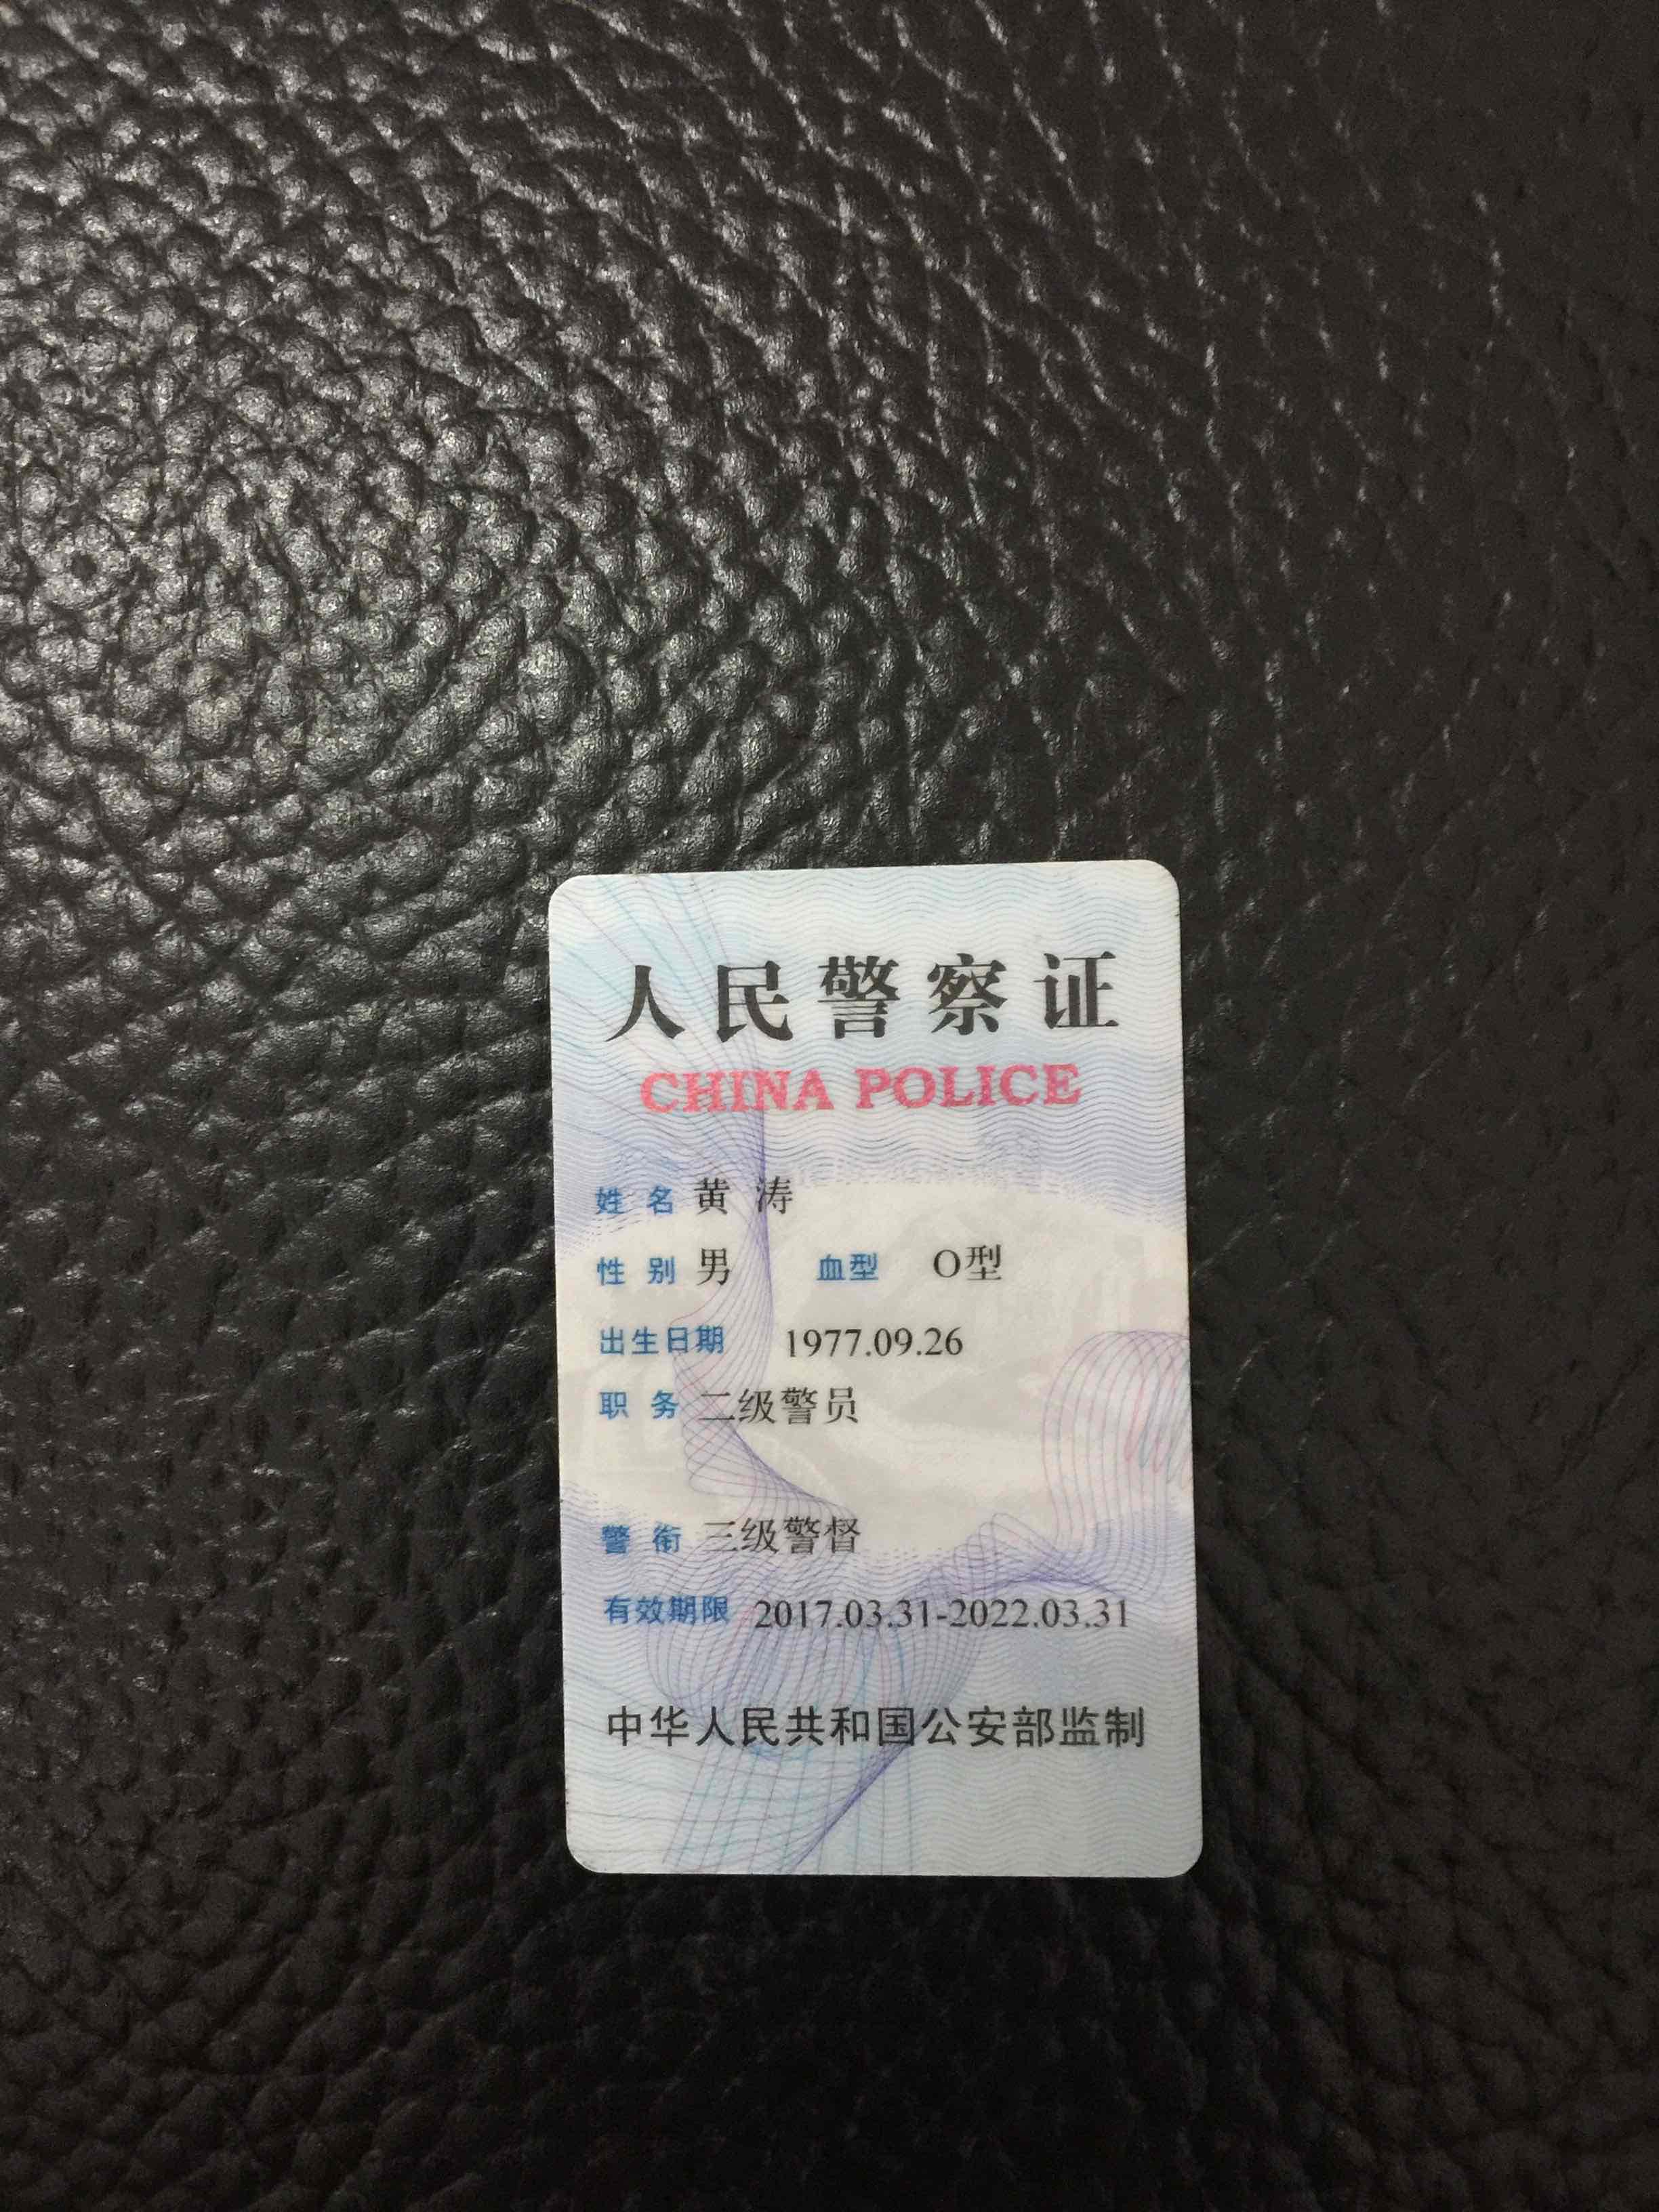 人民警察证
CHINA POLICE
姓名 黄涛
性别 男 血型 O型
出生日期 1977.09.26
职务 二级警员
警衔 三级警督
有效期限 2017.03.31-2022.03.31
中华人民共和国公安部监制